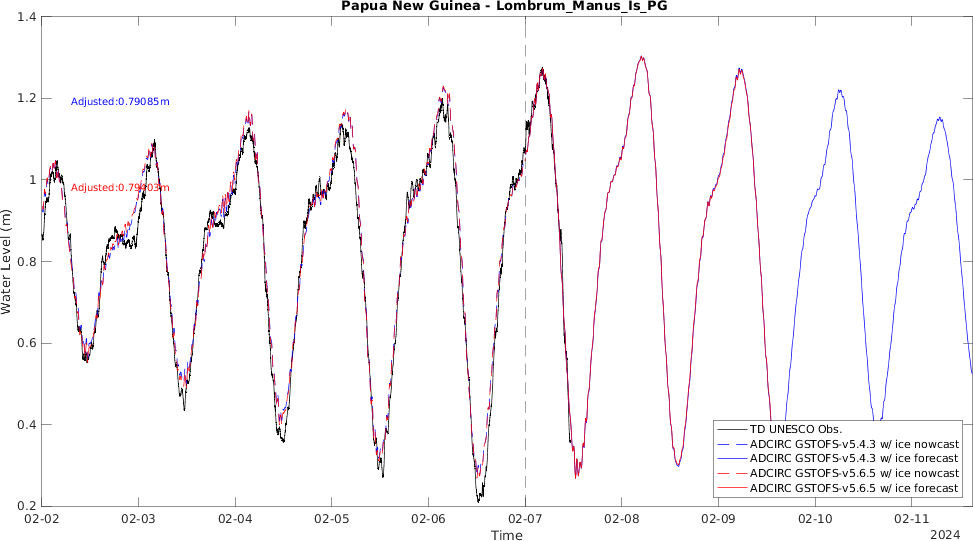 Papua New Guinea - Lombrum_Manus_Is_PG
1.4
1.2
1
0.8
0.6
0.4
0.2
Water Level (m)
Adjusted:0.79085m
TD UNESCO Obs.
ADCIRC GSTOFS-v5.4.3 w/ ice nowcast
ADCIRC GSTOFS-v5.4.3 w/ ice forecast
ADCIRC GSTOFS-v5.6.5 w/ ice nowcast
ADCIRC GSTOFS-v5.6.5 w/ ice forecast
02-02 02-03 02-04 02-05 02-06 02-07 02-08 02-09 02-10 02-11
Time
2024